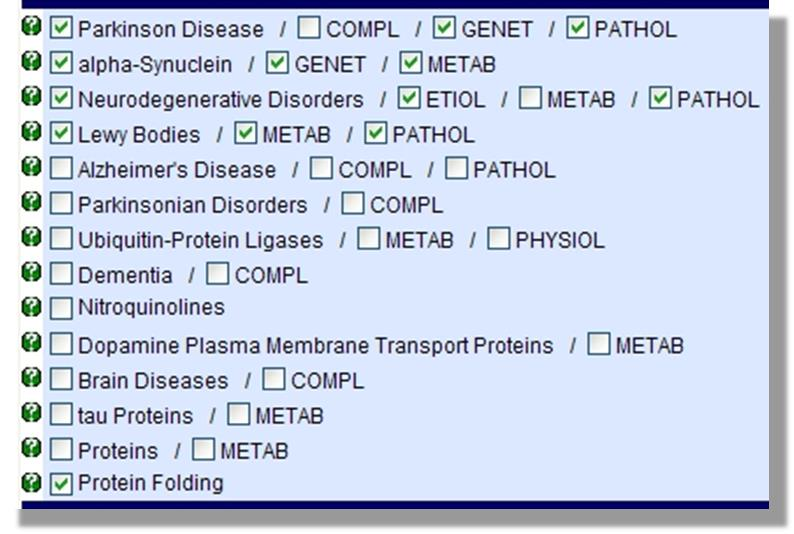 Parkinson Disease / COMPL / GENET / PATHOL
alpha-Synuclein / GENET / METAB
Neurodegenerative Disorders / ETIOL / METAB / PATHOL
Lewy Bodies / METAB / PATHOL
Alzheimer's Disease / COMPL / PATHOL
Parkinsonian Disorders / COMPL
Ubiquitin-Protein Ligases / METAB / PHYSIOL
Dementia / COMPL
Nitroquinolines
Dopamine Plasma Membrane Transport Proteins / METAB
Brain Diseases / COMPL
tau Proteins / METAB
Proteins / METAB
Protein Folding